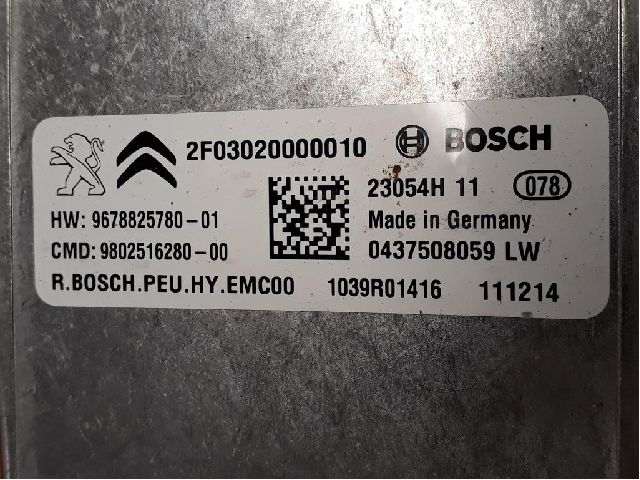 2F03020000010 BOSCH
23054H 11 078
HW: 9678825780-01 Made in Germany
CMD: 9802516280-00 0437508059 LW
R.BOSCH.PEU.HY.EMC00 1039R01416 111214